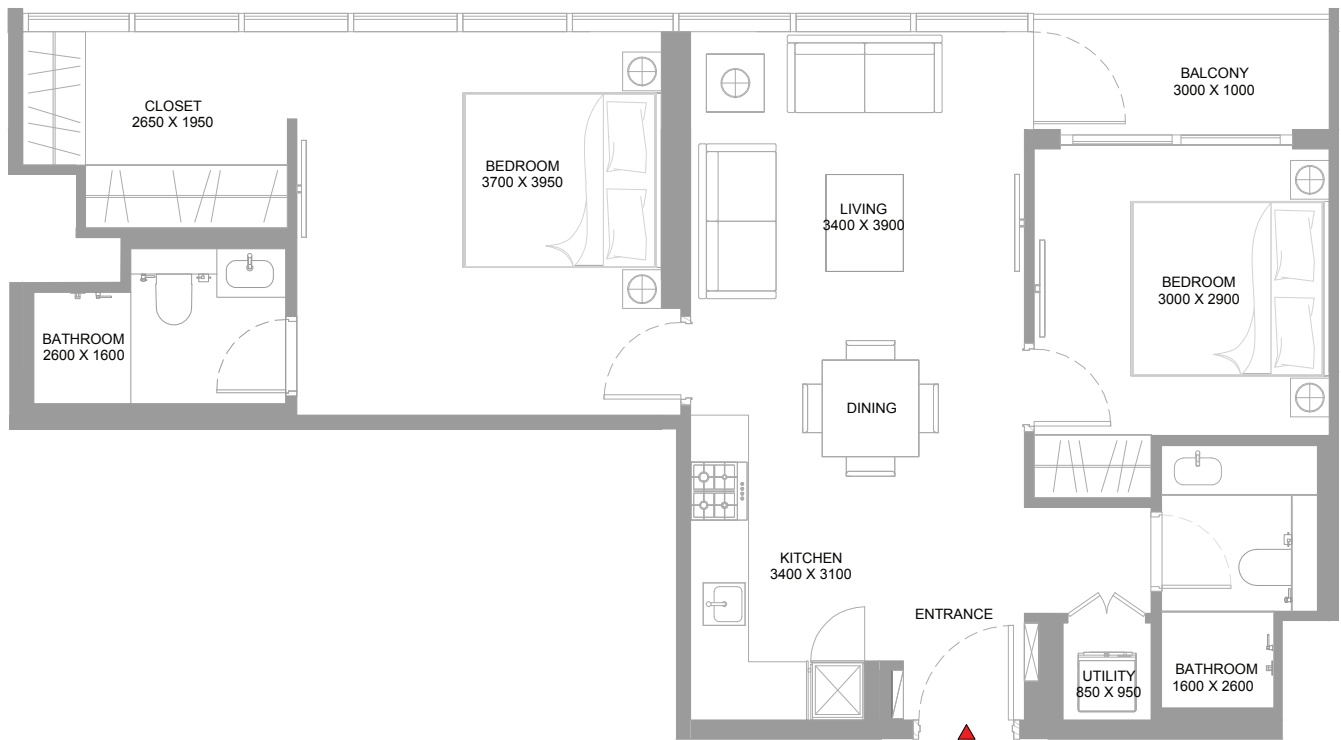 CLOSET
2650 X 1950
BEDROOM
3700 X 3950
LIVING
3400 X 3900
BALCONY
3000 X 1000
BEDROOM
3000 X 2900
BATHROOM
2600 X 1600
DINING
KITCHEN
3400 X 3100
ENTRANCE
UTILITY
850 X 950
BATHROOM
1600 X 2600